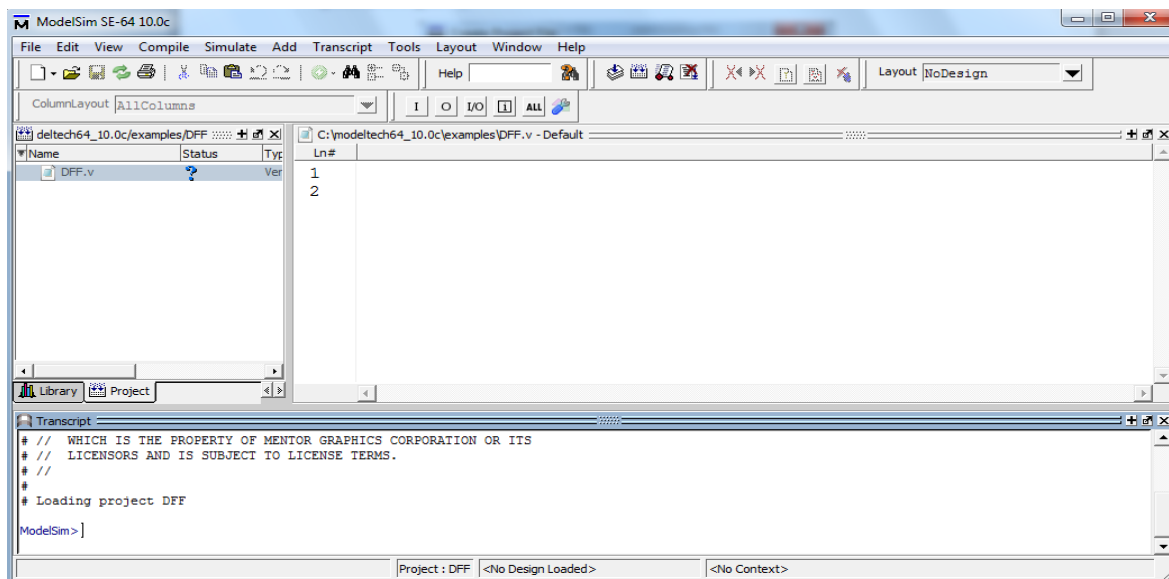 ModelSim SE-64 10.0c
File Edit View Compile Simulate Add Transcript Tools Layout Window Help
Help
Layout NoDesign
ColumnLayout AllColumns
I O I/O 1 ALL
deltech64_10.0c/examples/DFF
C:\modeltech64_10.0c\examples\DFF.v - Default
Name Status Typ
Ln#
DFF.v ? Ver
1
2
Library Project
Transcript
# // WHICH IS THE PROPERTY OF MENTOR GRAPHICS CORPORATION OR ITS
# // LICENSORS AND IS SUBJECT TO LICENSE TERMS.
# //
#
# Loading project DFF
ModelSim>
Project : DFF <No Design Loaded> <No Context>